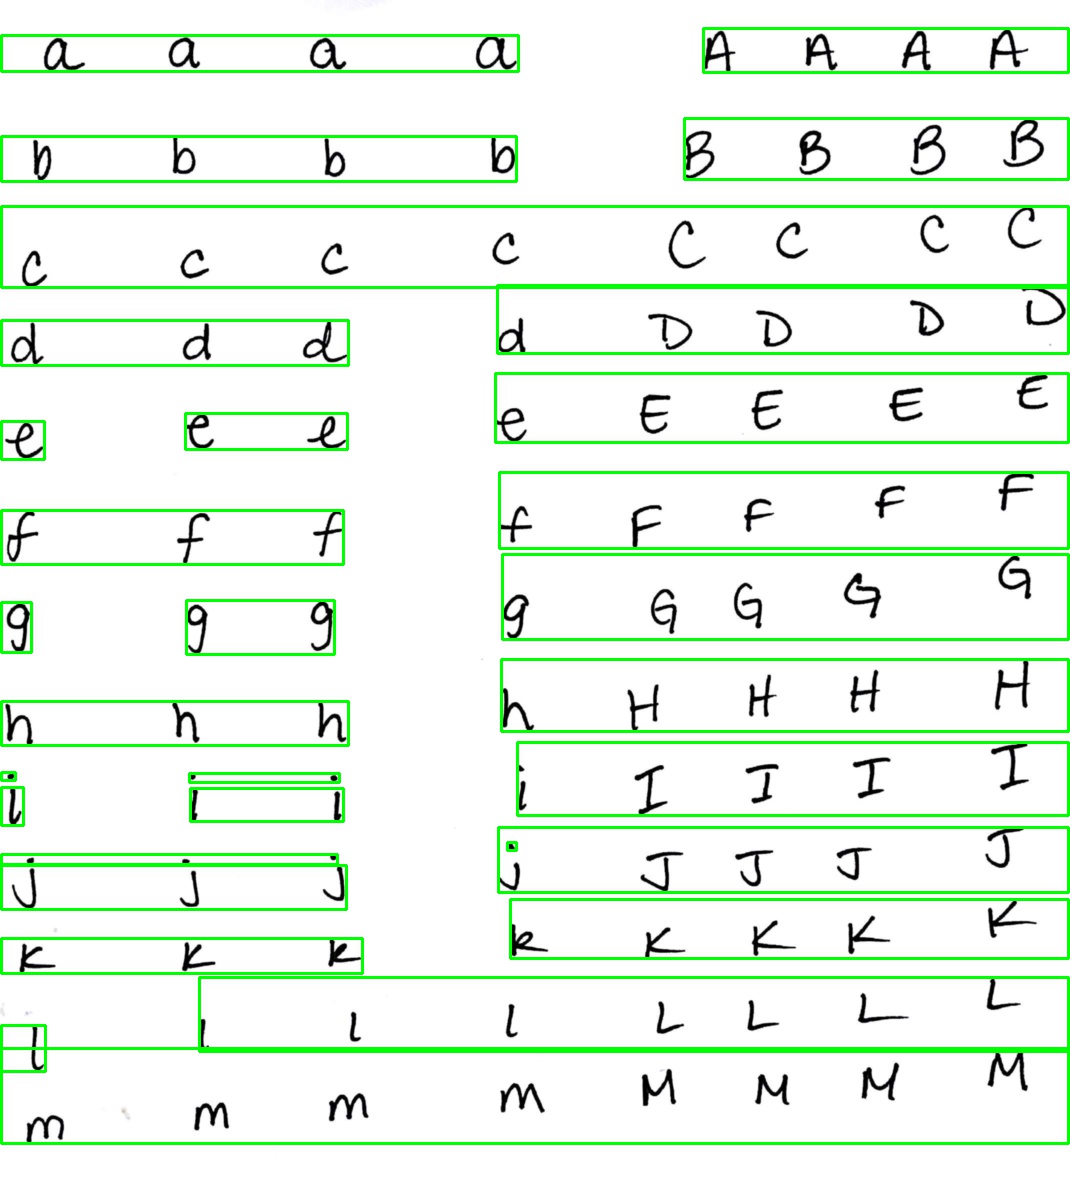 a a a a A A A A
b b b b B B B B
c c c c C C C C
d d d d D D D D
e e e e E E E E
f f f f F F F F
g g g g G G G G
h h h h H H H H
i i i i I I I I
j j j j J J J J
k k k k K K K K
l l l l L L L L
m m m m M M M M